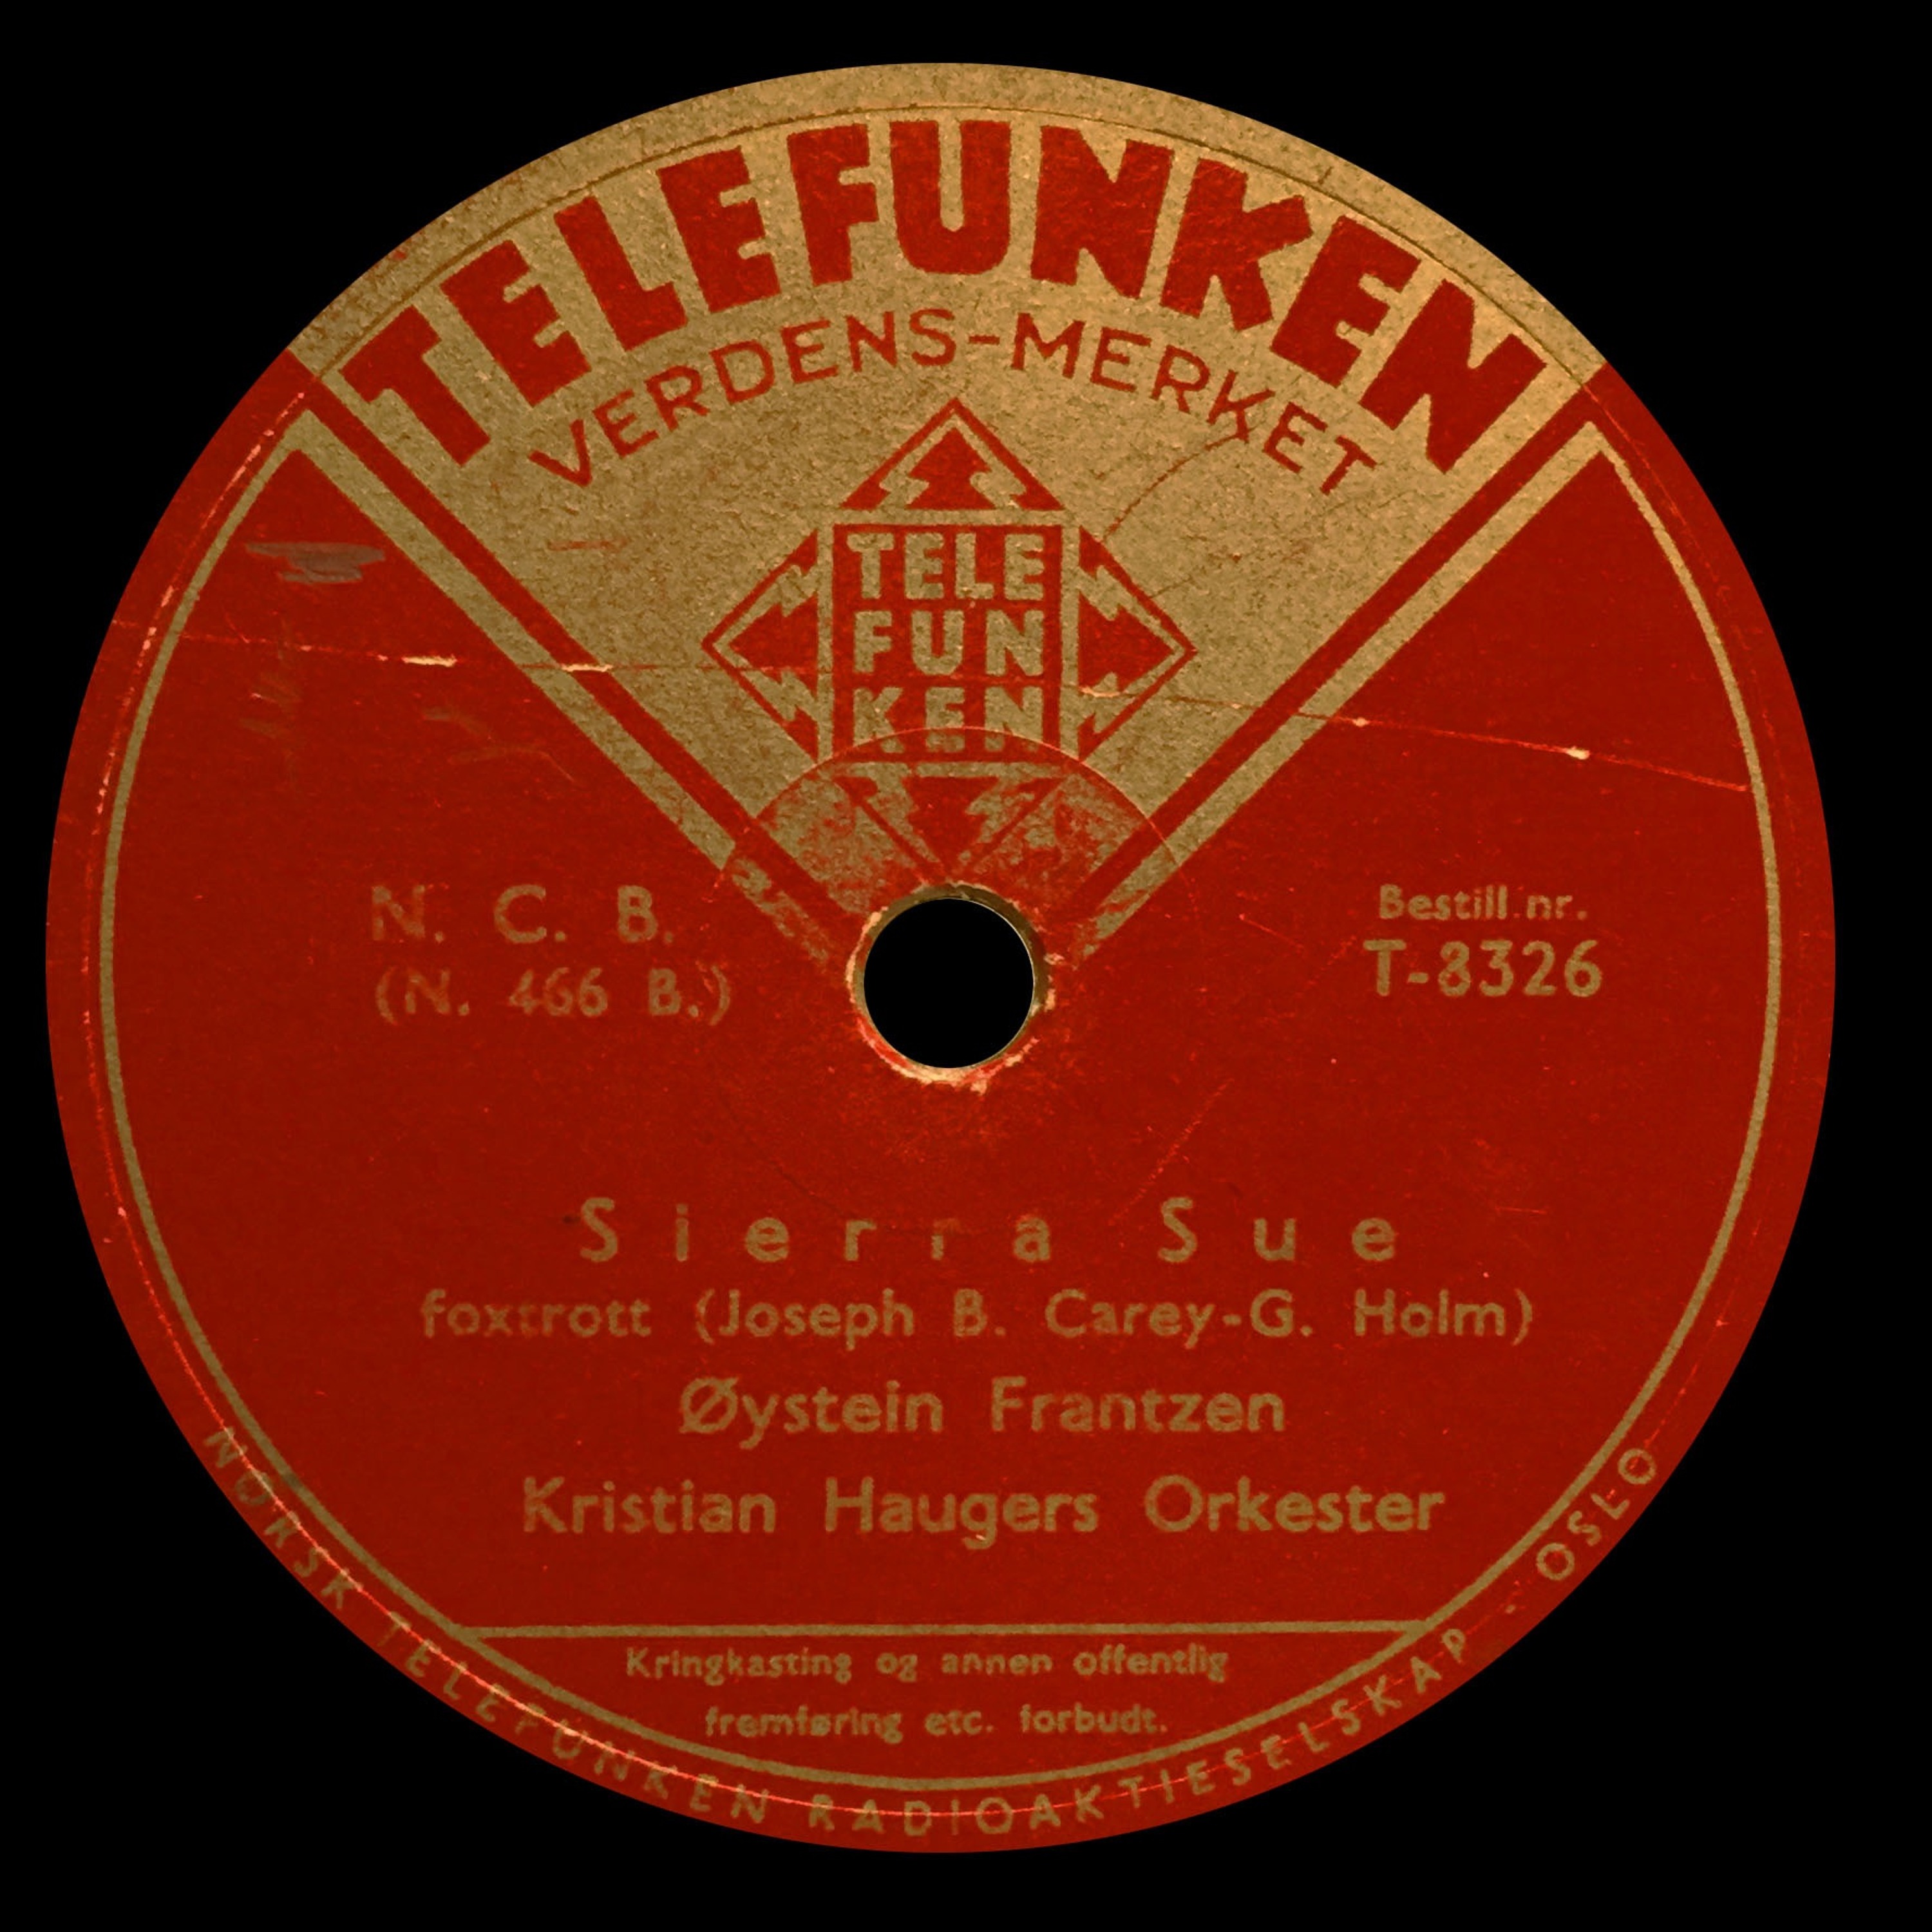 TELEFUNKEN
VERDENS-MERKET
TELE
FUN
KEN
N. C. B.
(N. 466 B.)
Bestill.nr.
T-8326
Sierra Sue
foxtrott (Joseph B. Carey-G. Holm)
Øystein Frantzen
Kristian Haugers Orkester
Kringkasting og annen offentlig
fremføring etc. forbudt.
NORSK TELEFUNKEN RADIOAKTIESELSKAP - OSLO